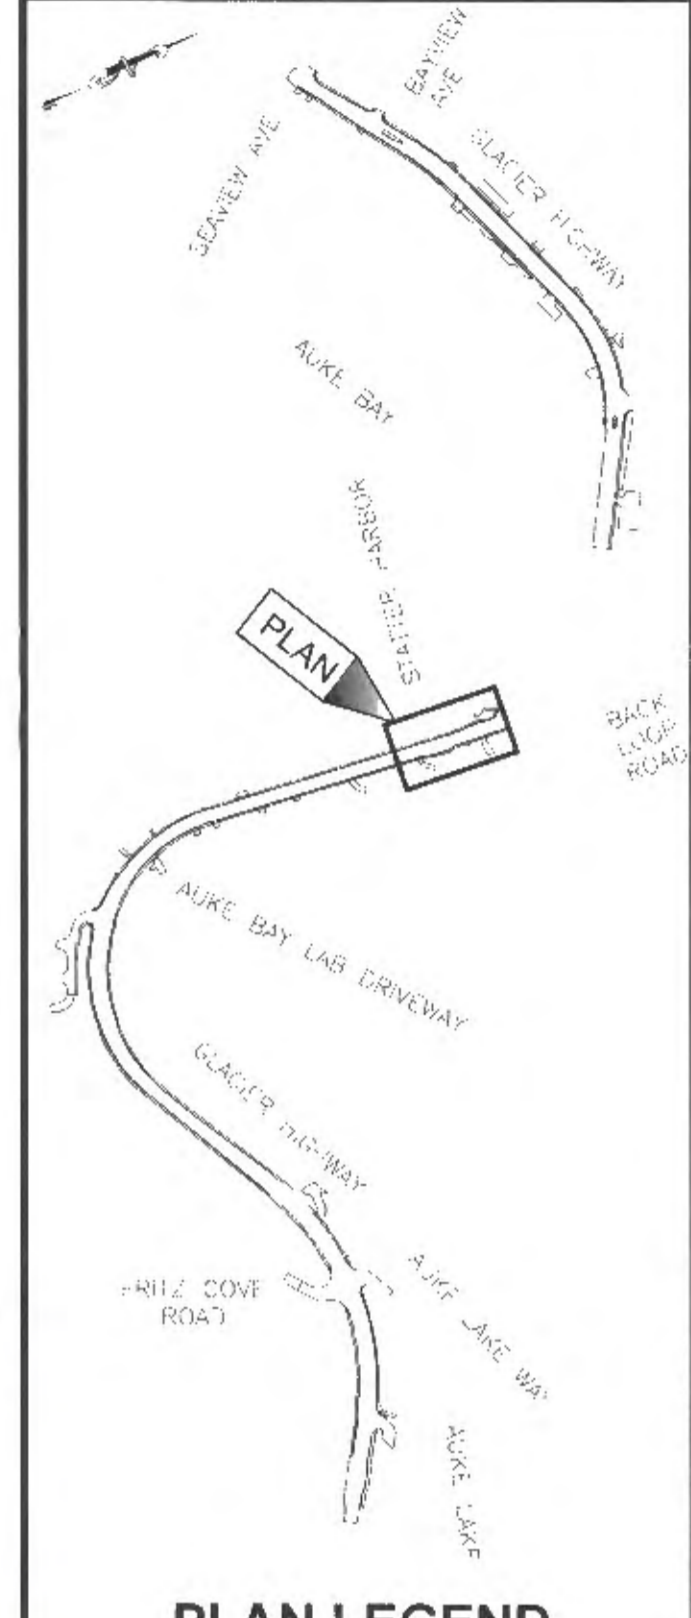 N
BAYVIEW
AVE
GLACIER HIGHWAY
SEAVIEW AVE
AUKE BAY
STATTER HARBOR
PLAN
BACK
LOOP
ROAD
AUKE BAY LAB DRIVEWAY
GLACIER HIGHWAY
FRITZ COVE
ROAD
AUKE LAKE WAY
AUKE LAKE
PLAN LEGEND